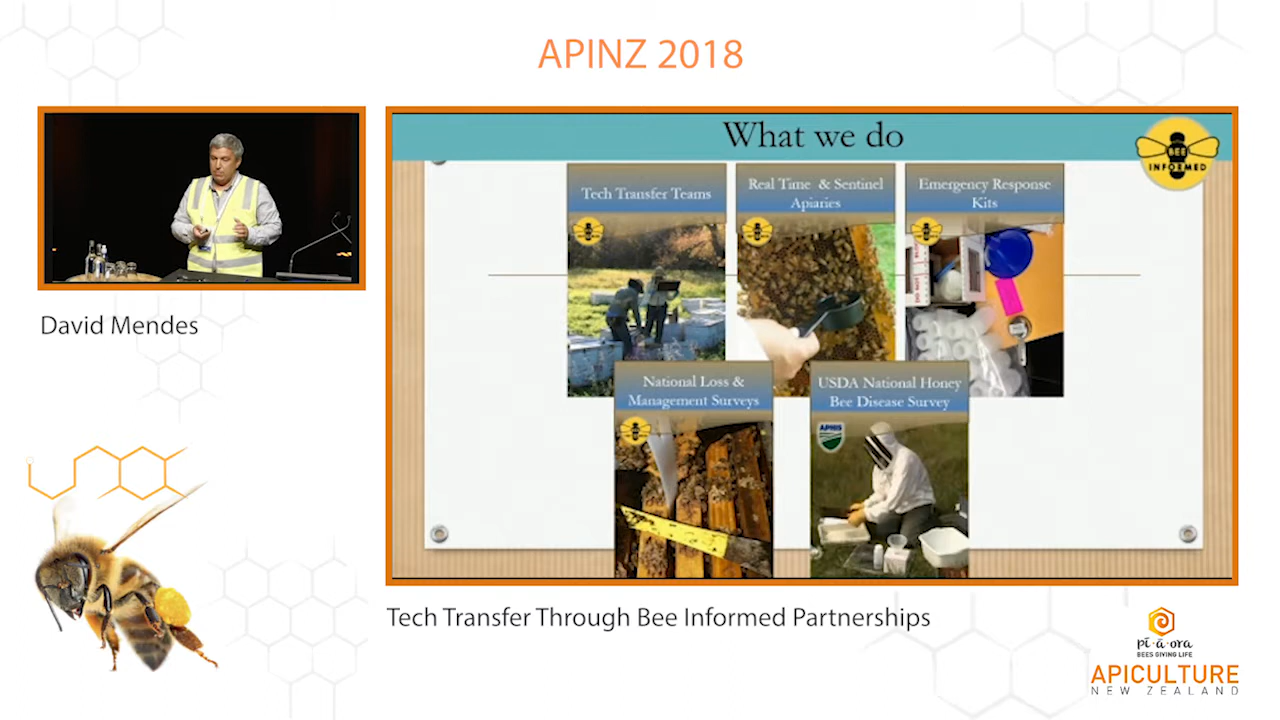 APINZ 2018
David Mendes
What we do
BEE
INFORMED
Tech Transfer Teams
Real Time & Sentinel
Apiaries
Emergency Response
Kits
National Loss &
Management Surveys
USDA National Honey
Bee Disease Survey
APHIS
Tech Transfer Through Bee Informed Partnerships
pī-ā-ora
BEES GIVING LIFE
APICULTURE
NEW ZEALAND